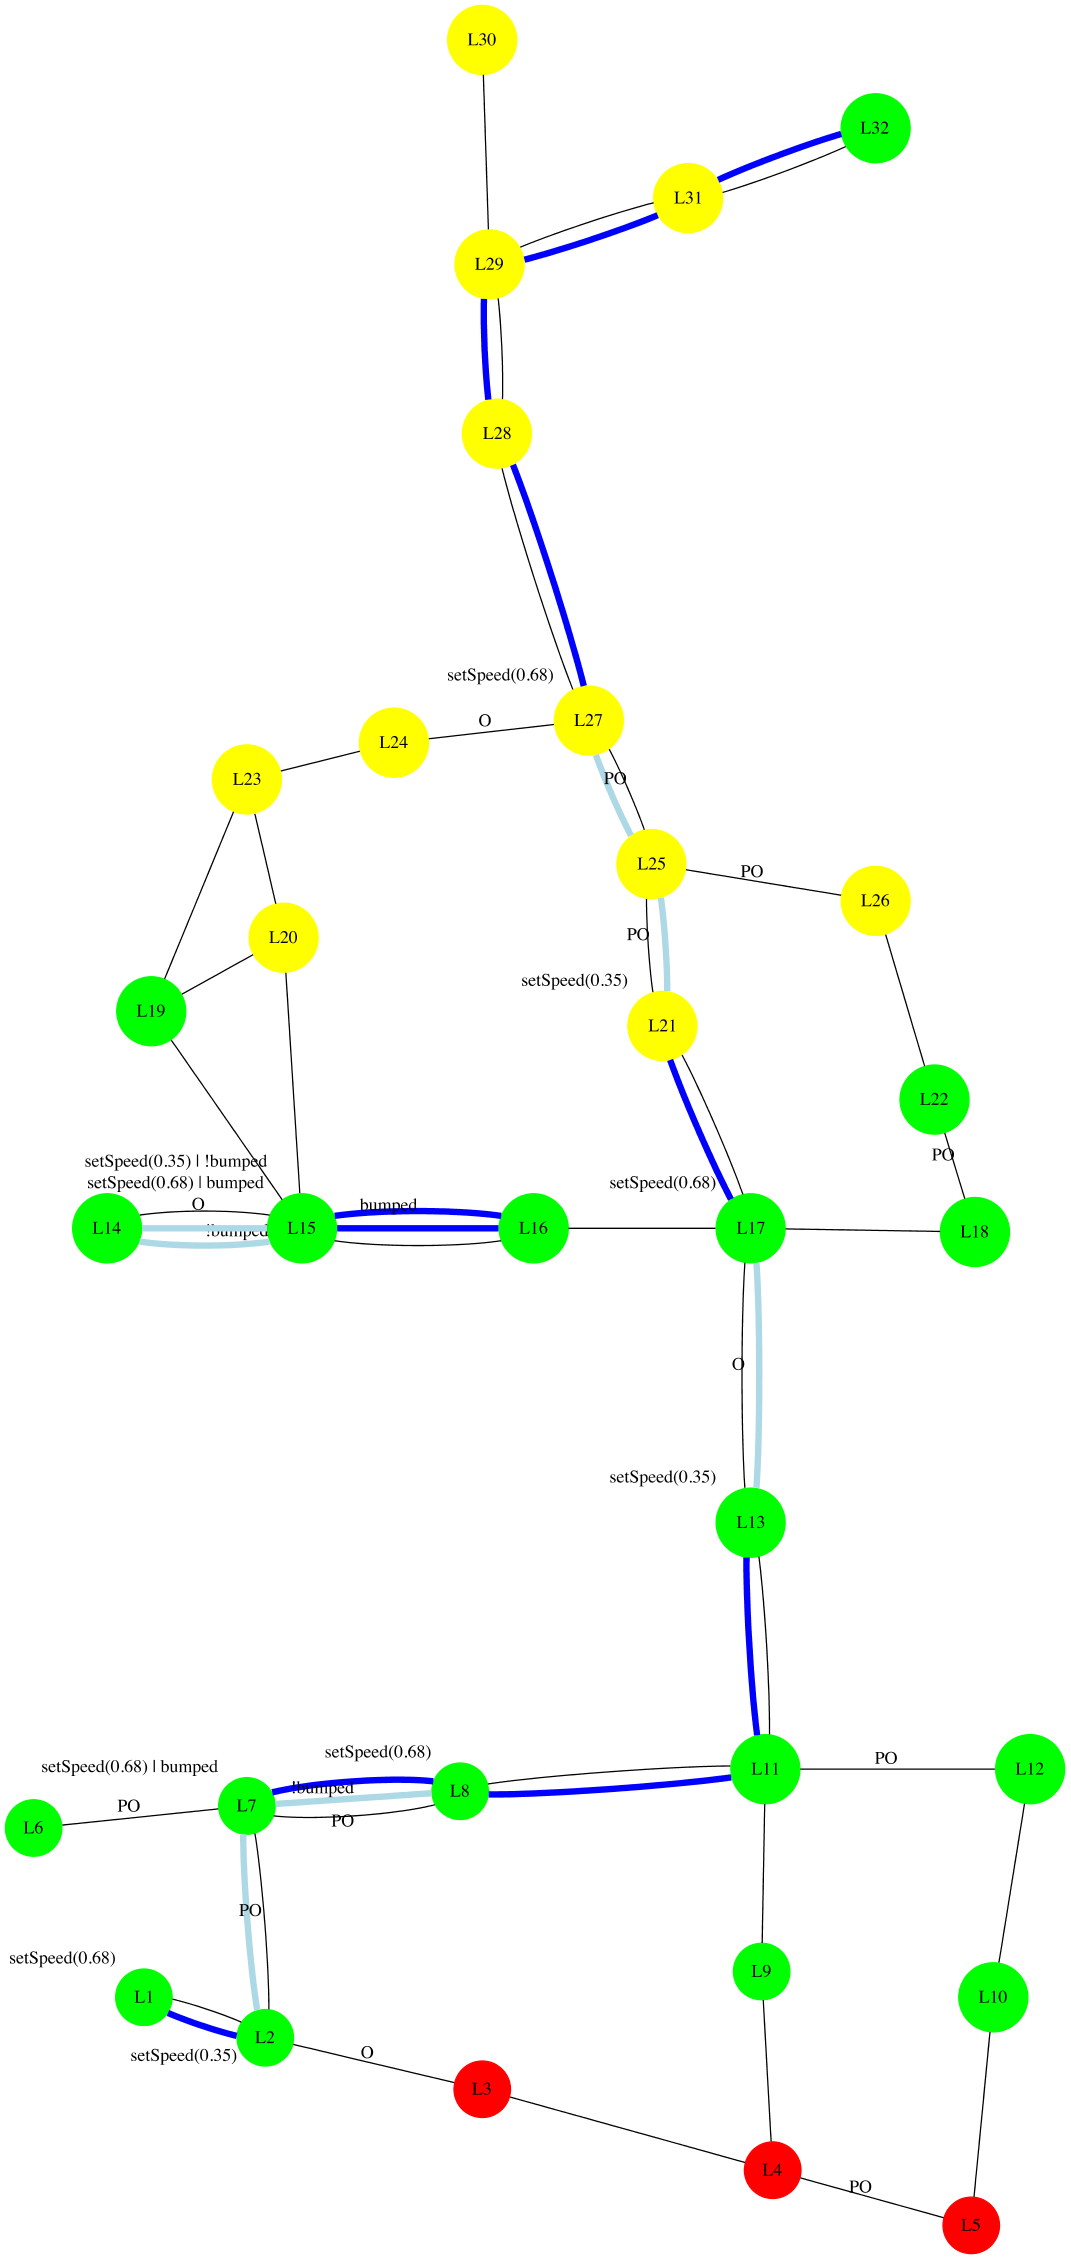 L30
L32
L31
L29
L28
setSpeed(0.68)
L27
O
L24
L23
PO
L25
PO
L26
L20
PO
setSpeed(0.35)
L19
L21
L22
PO
setSpeed(0.35) | !bumped
setSpeed(0.68) | bumped
setSpeed(0.68)
O
bumped
L14
!bumped
L15
L16
L17
L18
O
setSpeed(0.35)
L13
setSpeed(0.68)
setSpeed(0.68) | bumped
L11
PO
L12
!bumped
L8
PO
L7
PO
L6
PO
setSpeed(0.68)
L9
L1
L10
L2
setSpeed(0.35)
O
L3
L4
PO
L5